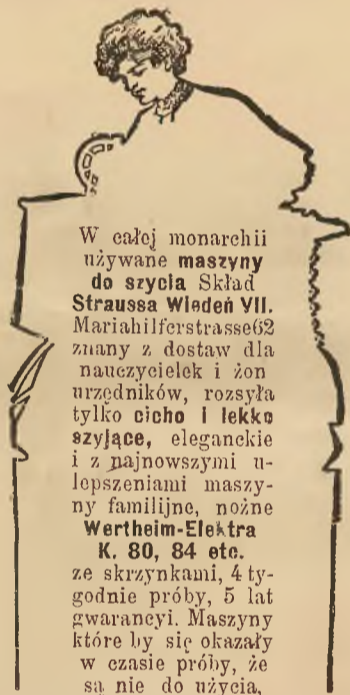 W całej monarchii
używane maszyny
do szycia Skład
Straussa Wiedeń VII.
Mariahilferstrasse62
znany z dostaw dla
nauczycielek i żon
urzędników, rozsyła
tylko cicho i lekko
szyjące, eleganckie
i z najnowszymi u-
lepszeniami maszy-
ny familijne, nożne
Wertheim-Elektra
K. 80, 84 etc.
ze skrzynkami, 4 ty-
godnie próby, 5 lat
gwarancyi. Maszyny
które by się okazały
w czasie próby, że
są nie do użycia,